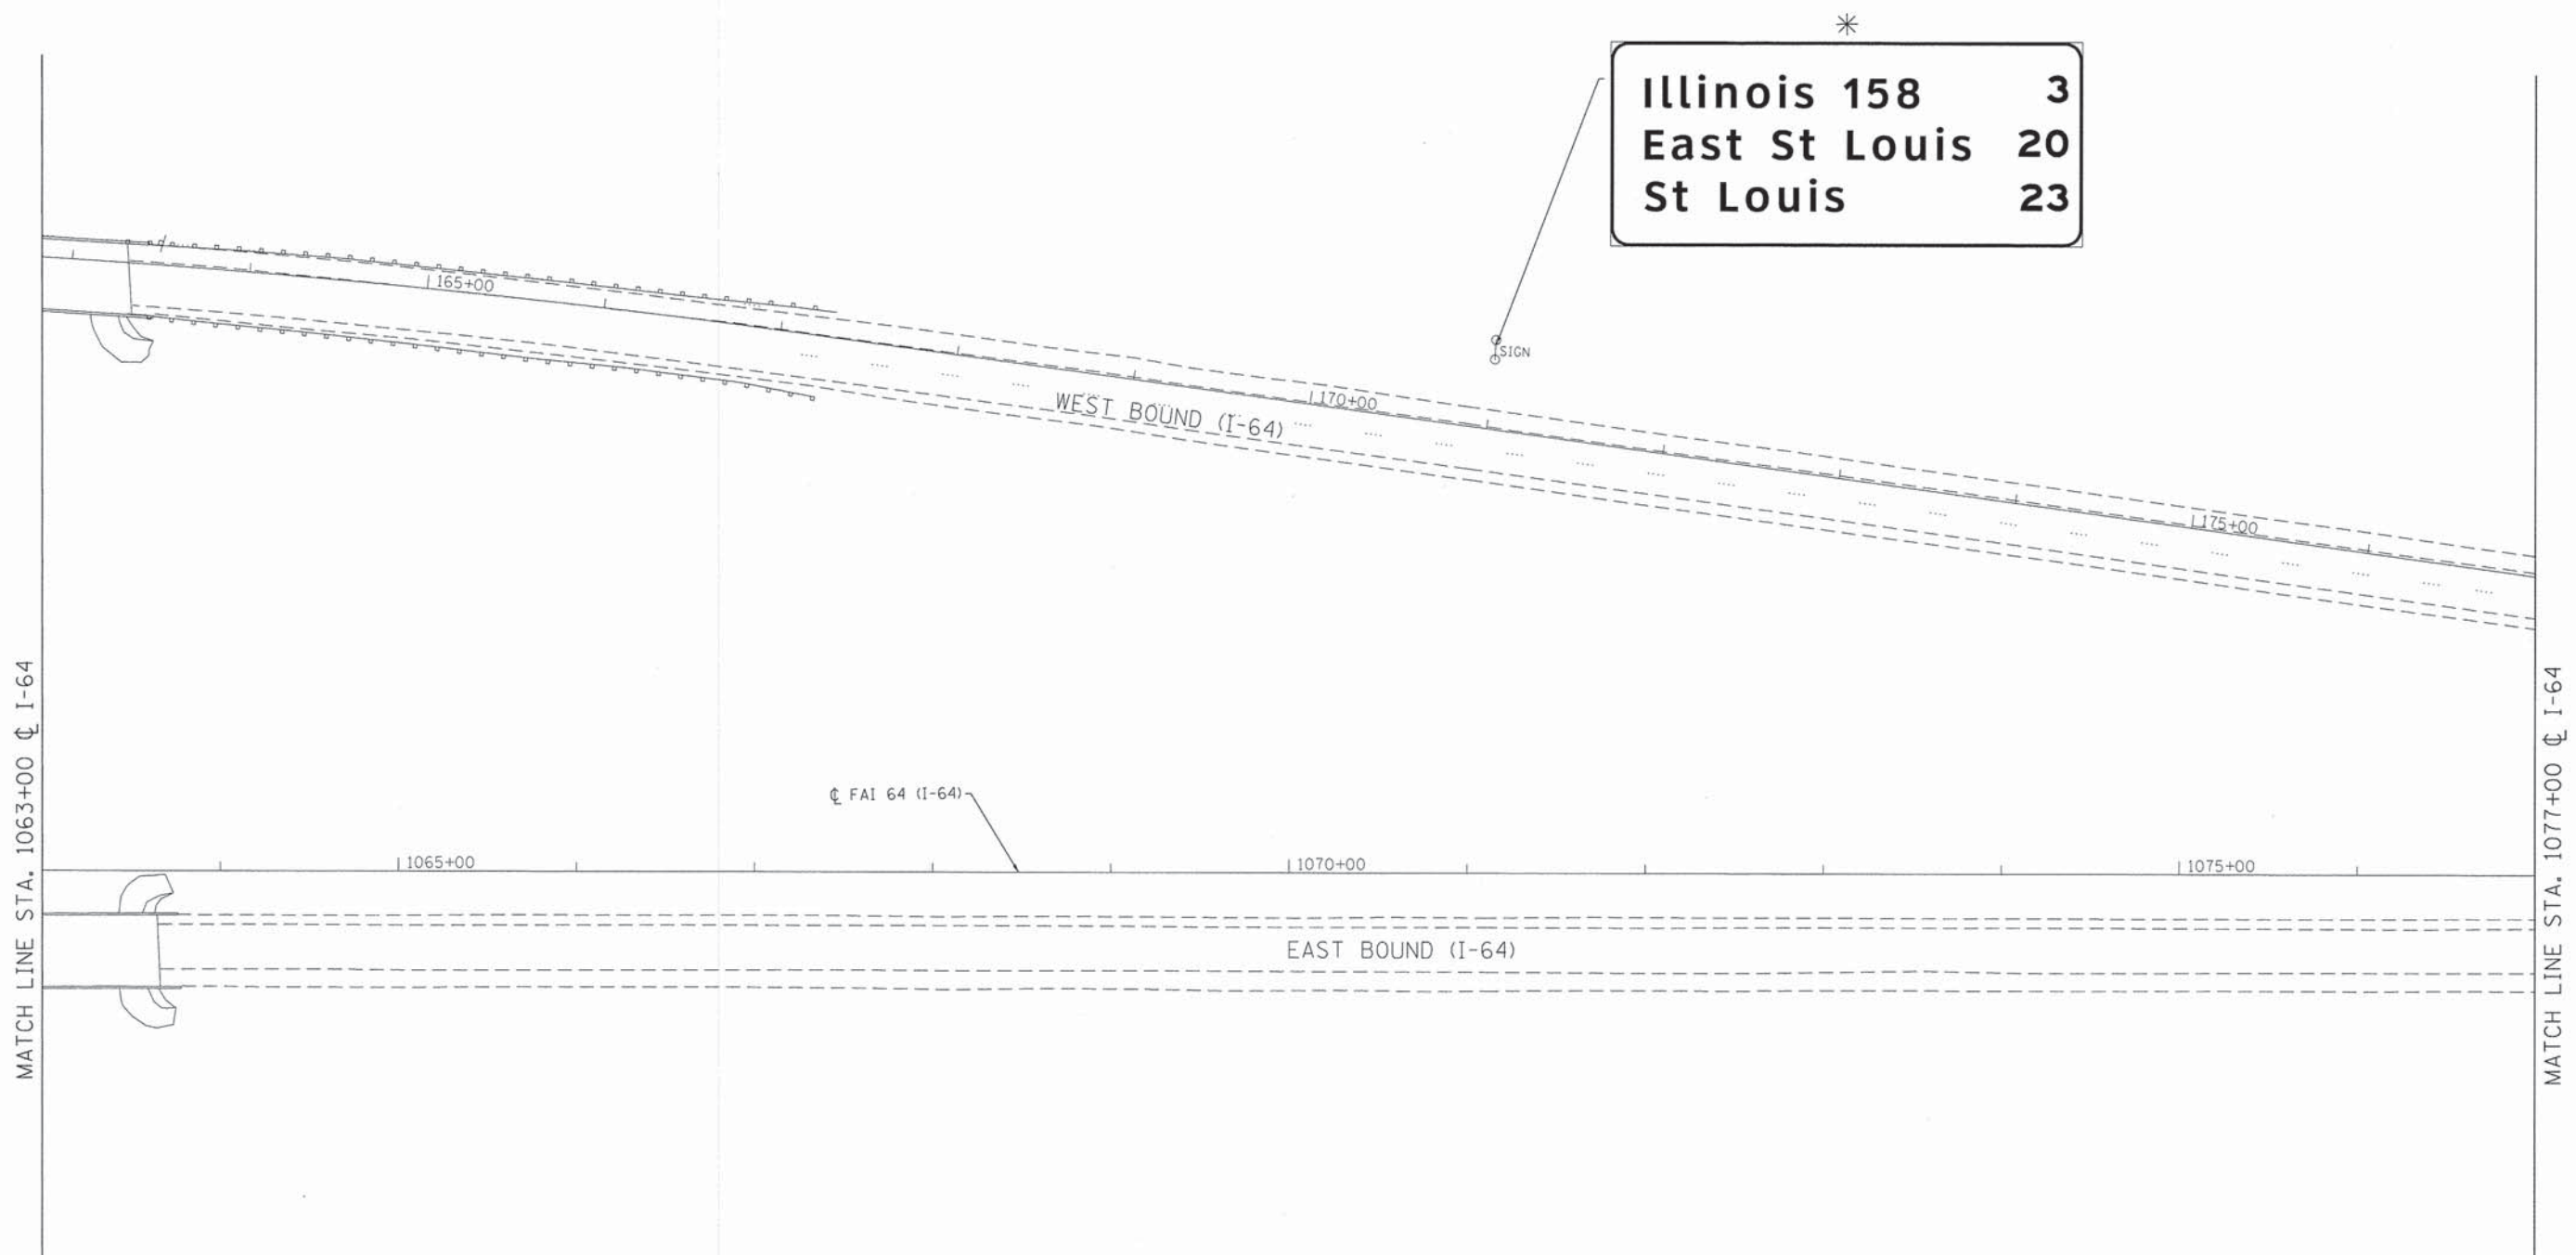 *
Illinois 158 3
East St Louis 20
St Louis 23
SIGN
165+00
170+00
175+00
WEST BOUND (I-64)
℄ FAI 64 (I-64)
1065+00
1070+00
1075+00
EAST BOUND (I-64)
MATCH LINE STA. 1063+00 ℄ I-64
MATCH LINE STA. 1077+00 ℄ I-64